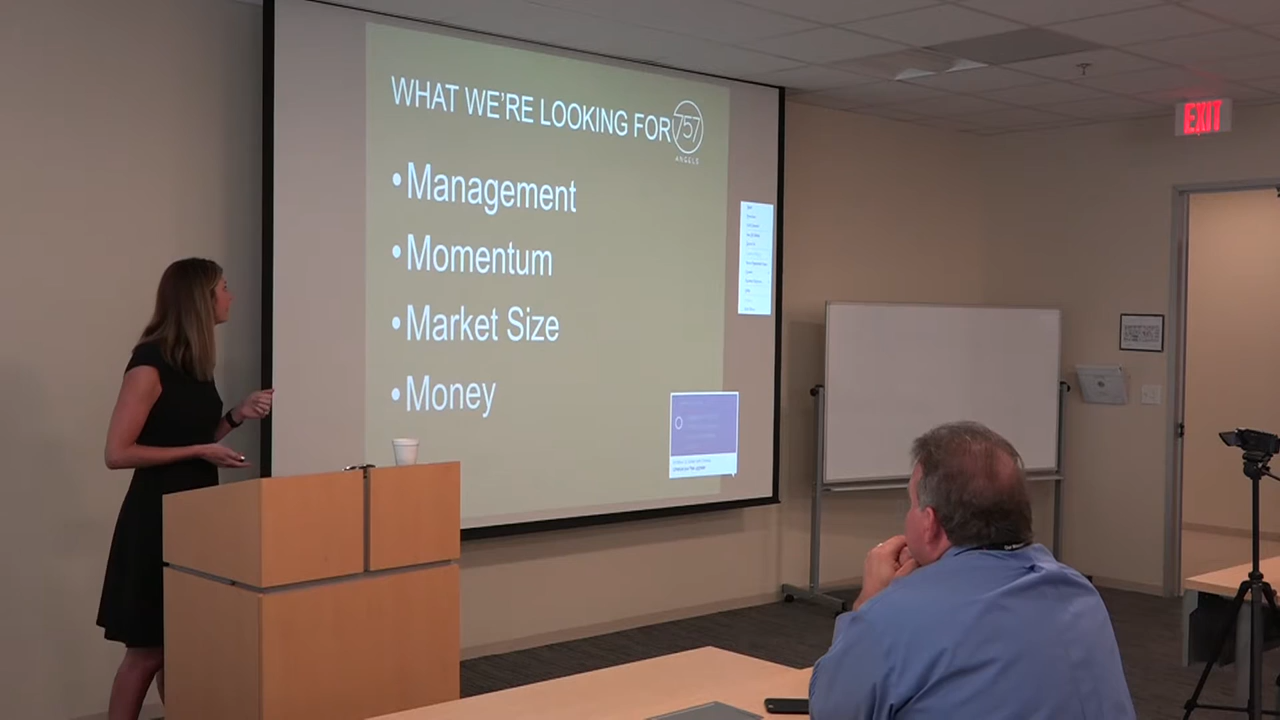 WHAT WE'RE LOOKING FOR
757
ANGELS
•Management
•Momentum
•Market Size
•Money
EXIT